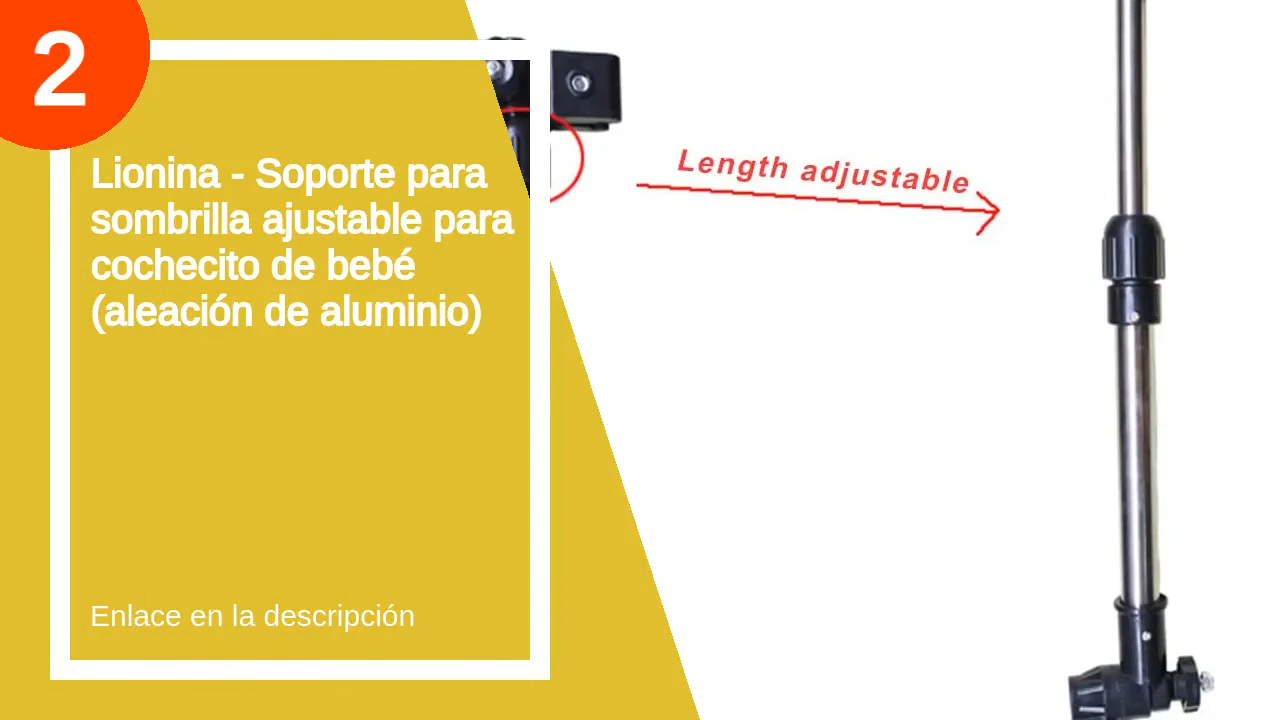 2
Lionina - Soporte para
sombrilla ajustable para
cochecito de bebé
(aleación de aluminio)
Enlace en la descripción
Length adjustable